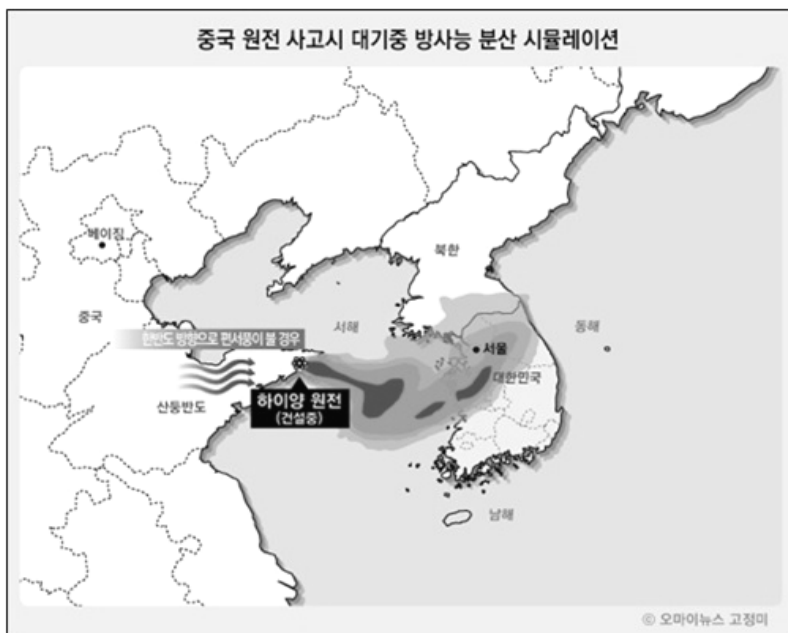 중국 원전 사고시 대기중 방사능 분산 시뮬레이션
베이징
북한
중국
서해
동해
한반도 방향으로 편서풍이 불 경우
서울
대한민국
하이양 원전
(건설중)
산둥반도
남해
ⓒ 오마이뉴스 고정미